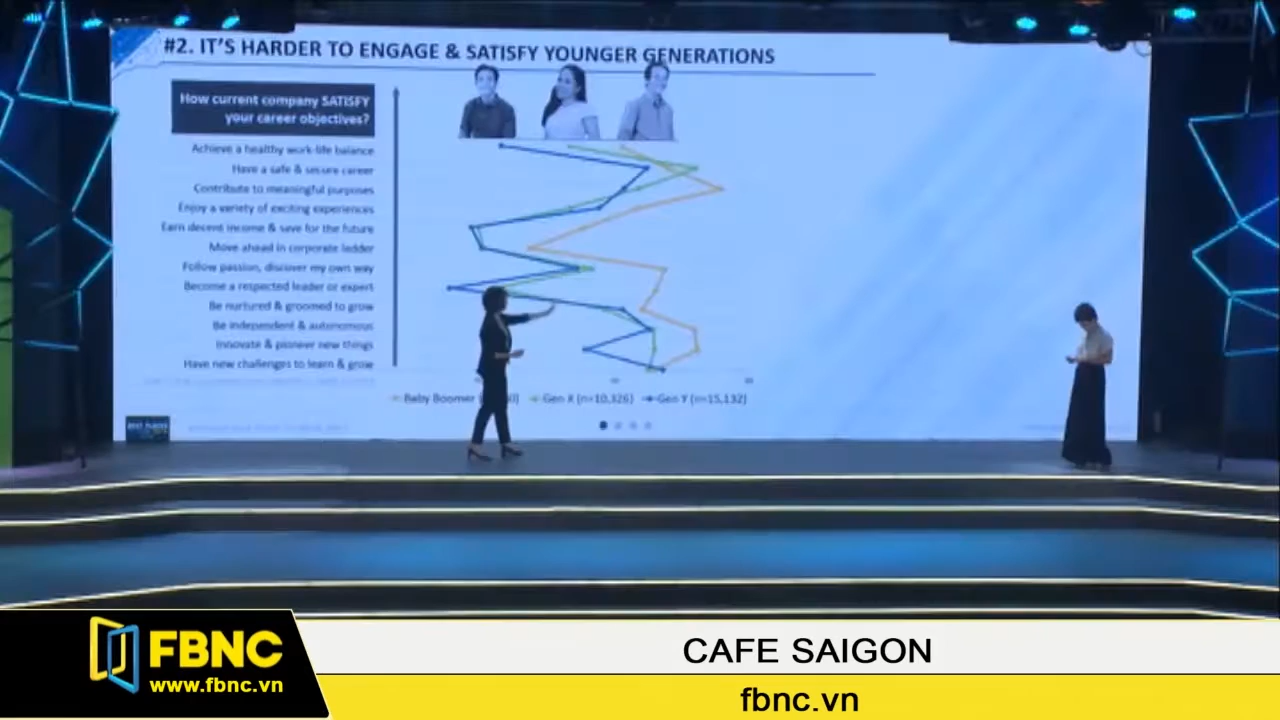 #2. IT'S HARDER TO ENGAGE & SATISFY YOUNGER GENERATIONS
How current company SATISFY
your career objectives?
Achieve a healthy work-life balance
Have a safe & secure career
Contribute to meaningful purposes
Enjoy a variety of exciting experiences
Earn decent income & save for the future
Move ahead in corporate ladder
Follow passion, discover my own way
Become a respected leader or expert
Be nurtured & groomed to grow
Be independent & autonomous
Innovate & pioneer new things
Have new challenges to learn & grow
Baby Boomer
Gen X (n=10,326)
Gen Y (n=15,132)
BEST PLACES
FBNC
www.fbnc.vn
CAFE SAIGON
fbnc.vn